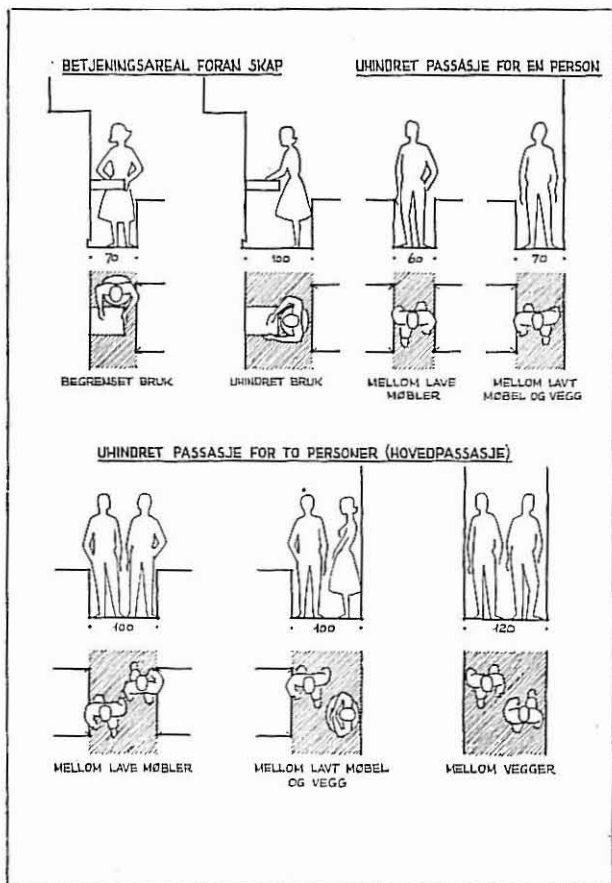 BETJENINGSAREAL FORAN SKAP
UHINDRET PASSASJE FOR EN PERSON
70
100
60
70
BEGRENSET BRUK
UHINDRET BRUK
MELLOM LAVE
MØBLER
MELLOM LAVT
MØBEL OG VEGG
UHINDRET PASSASJE FOR TO PERSONER (HOVEDPASSASJE)
100
100
120
MELLOM LAVE MØBLER
MELLOM LAVT MØBEL
OG VEGG
MELLOM VEGGER